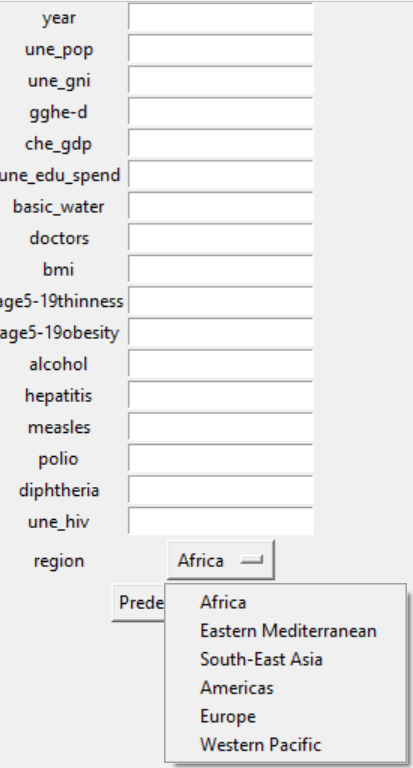 year
une_pop
une_gni
gghe-d
che_gdp
une_edu_spend
basic_water
doctors
bmi
age5-19thinness
age5-19obesity
alcohol
hepatitis
measles
polio
diphtheria
une_hiv
region Africa
Prede
Africa
Eastern Mediterranean
South-East Asia
Americas
Europe
Western Pacific